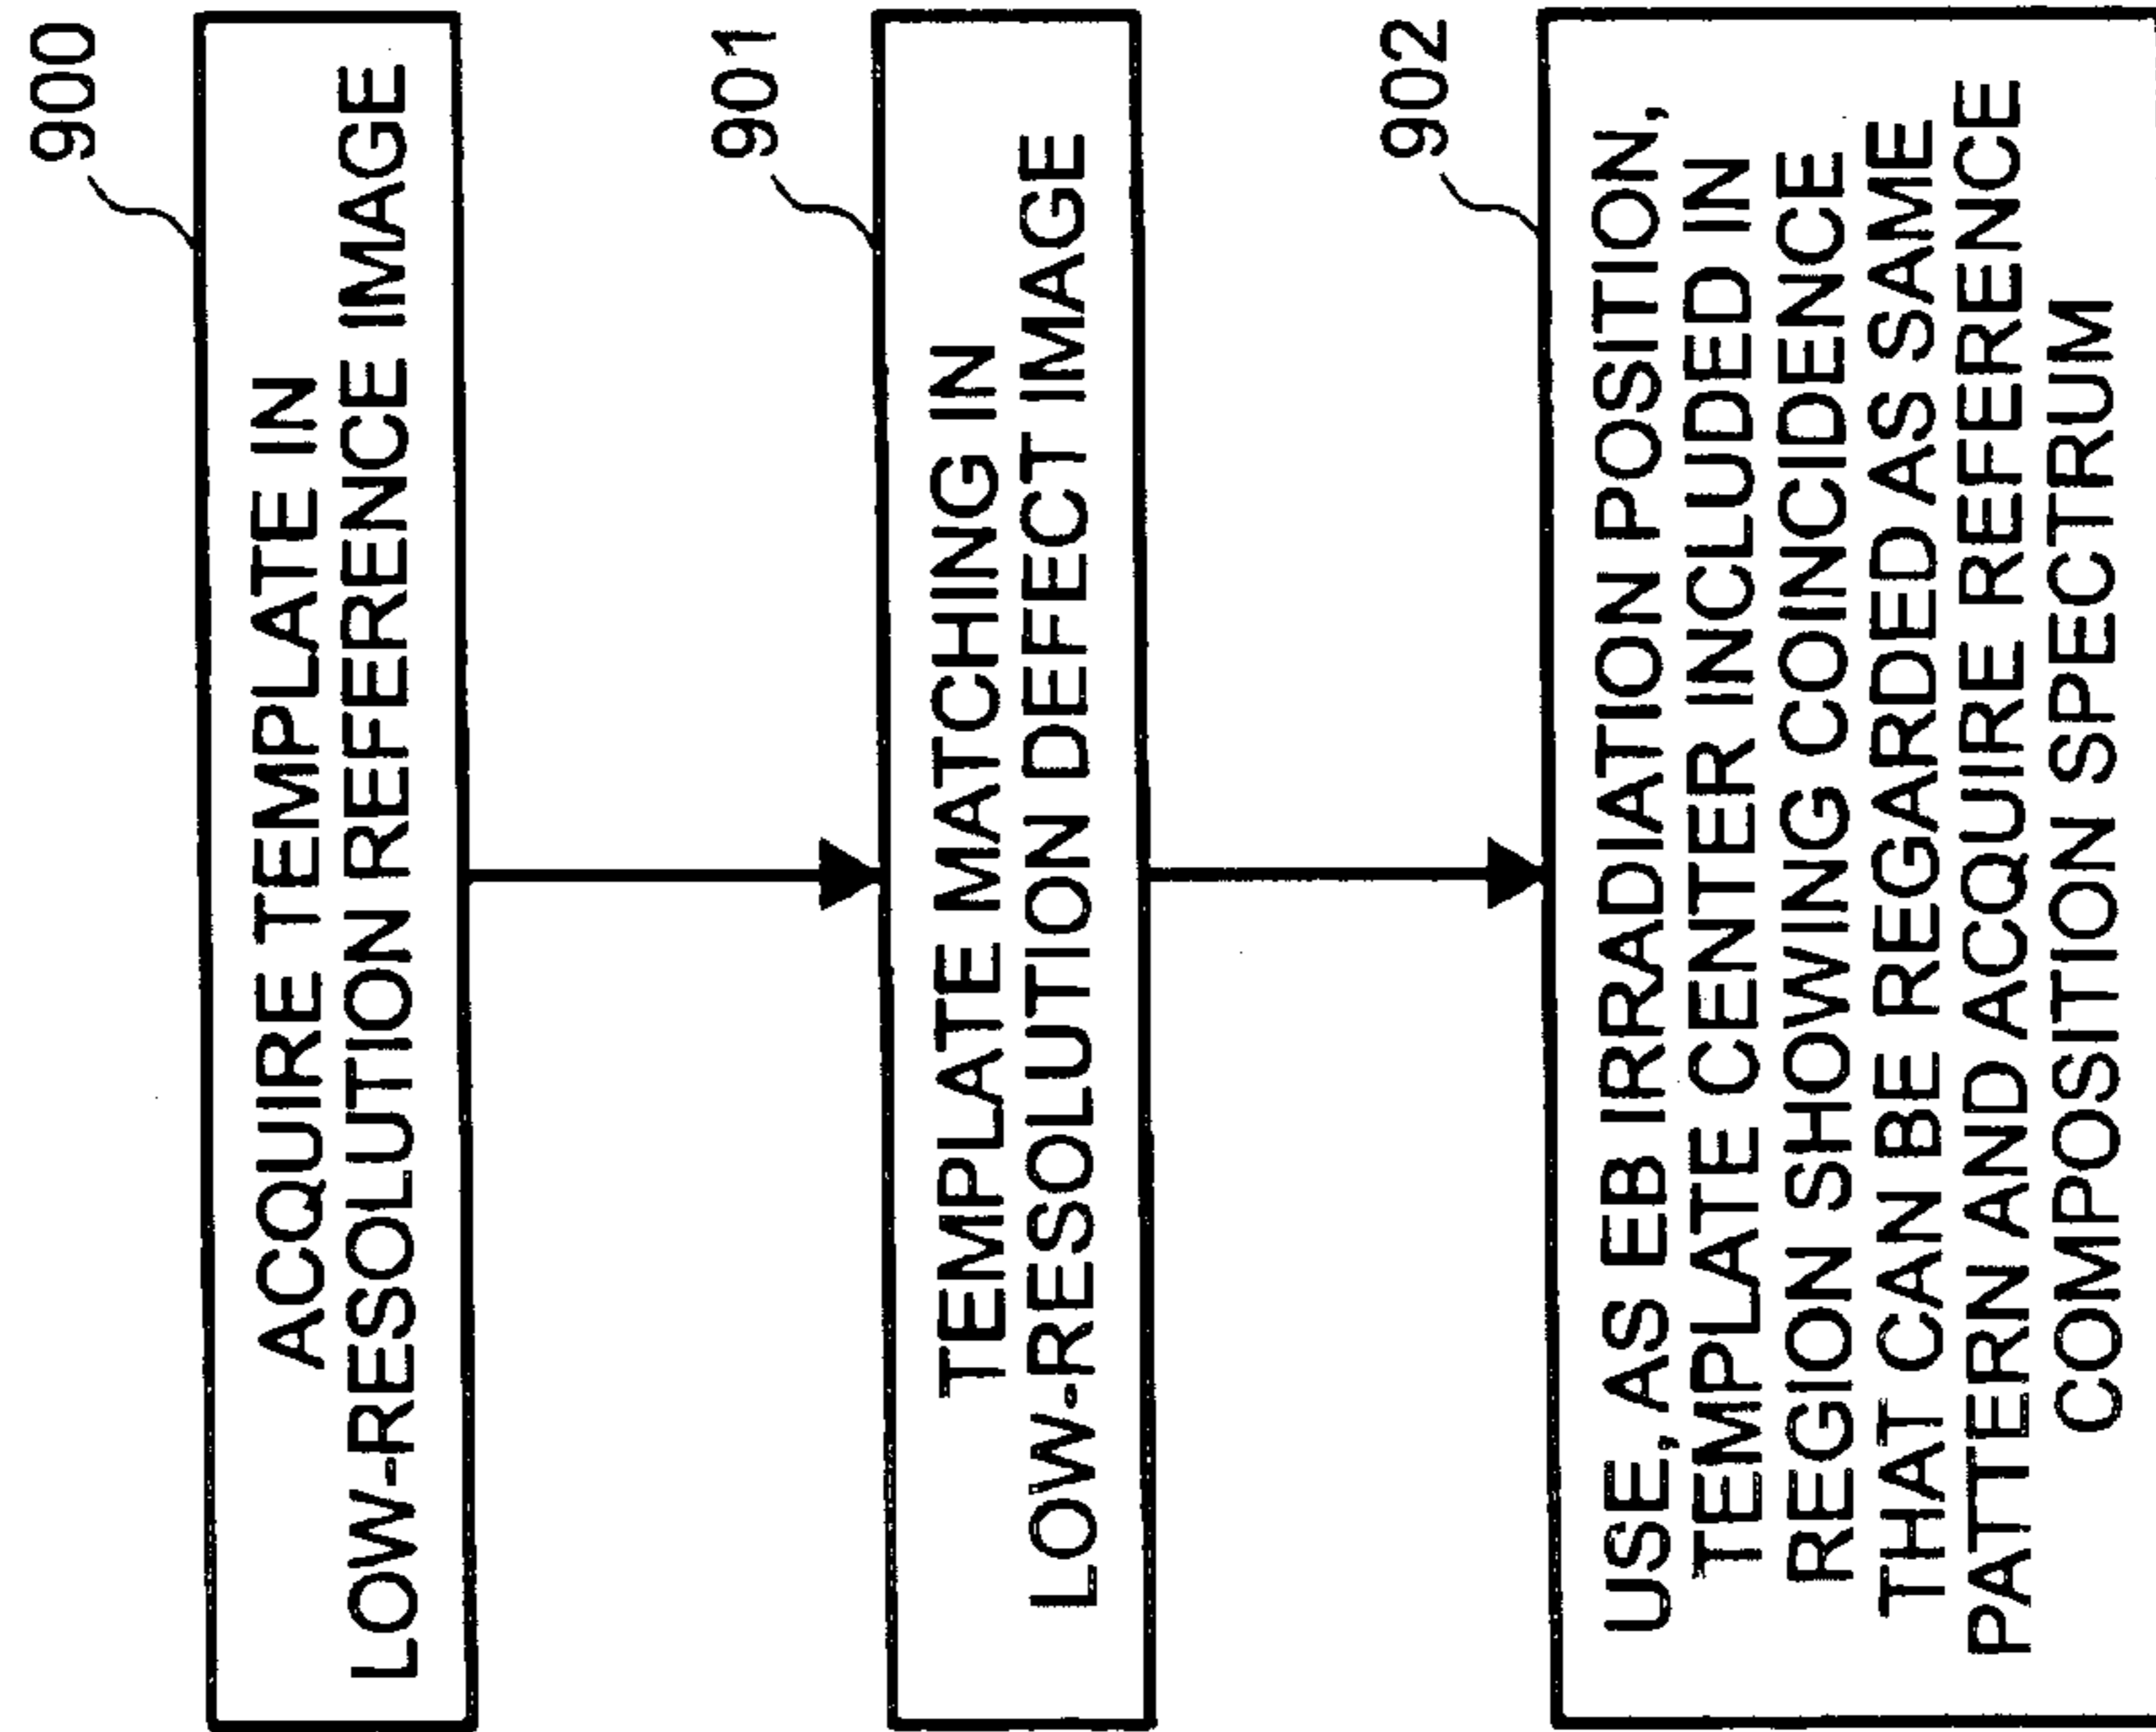 900
ACQUIRE TEMPLATE IN
LOW-RESOLUTION REFERENCE IMAGE
901
TEMPLATE MATCHING IN
LOW-RESOLUTION DEFECT IMAGE
902
USE, AS EB IRRADIATION POSITION,
TEMPLATE CENTER INCLUDED IN
REGION SHOWING COINCIDENCE
THAT CAN BE REGARDED AS SAME
PATTERN AND ACQUIRE REFERENCE
COMPOSITION SPECTRUM